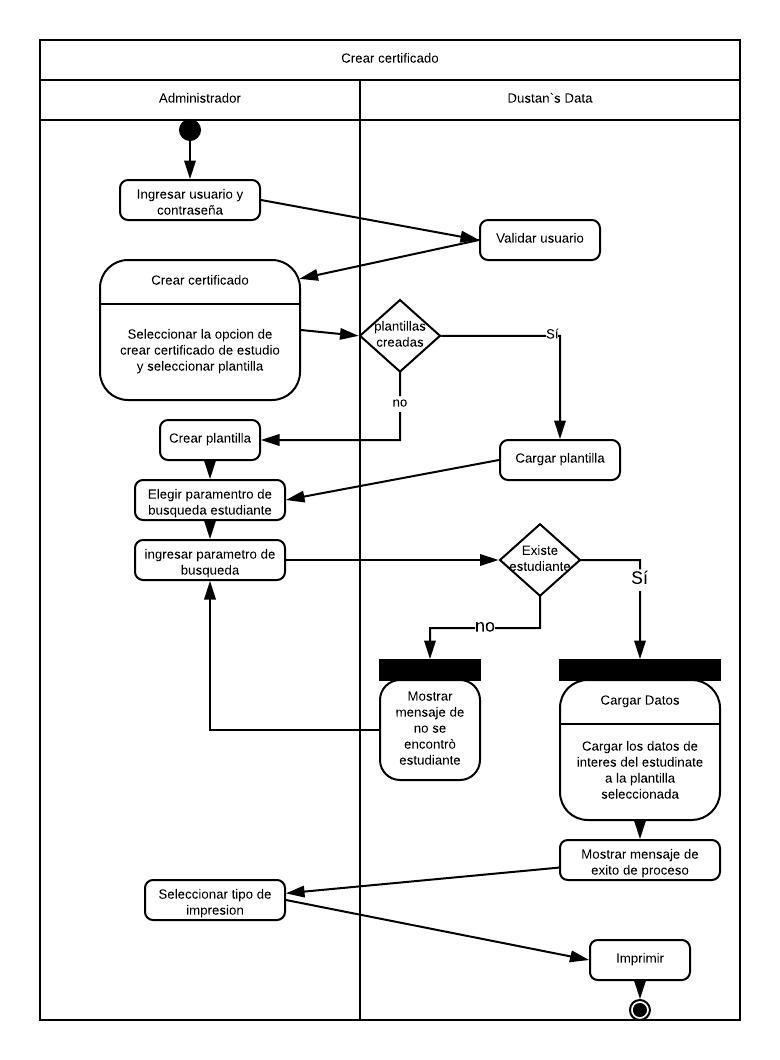 Crear certificado
Administrador
Dustan`s Data
Ingresar usuario y
contraseña
Validar usuario
Crear certificado
Seleccionar la opcion de
crear certificado de estudio
y seleccionar plantilla
plantillas
creadas
Sí
no
Crear plantilla
Cargar plantilla
Elegir paramentro de
busqueda estudiante
ingresar parametro de
busqueda
Existe
estudiante
Sí
no
Mostrar
mensaje de
no se
encontrò
estudiante
Cargar Datos
Cargar los datos de
interes del estudinate
a la plantilla
seleccionada
Mostrar mensaje de
exito de proceso
Seleccionar tipo de
impresion
Imprimir